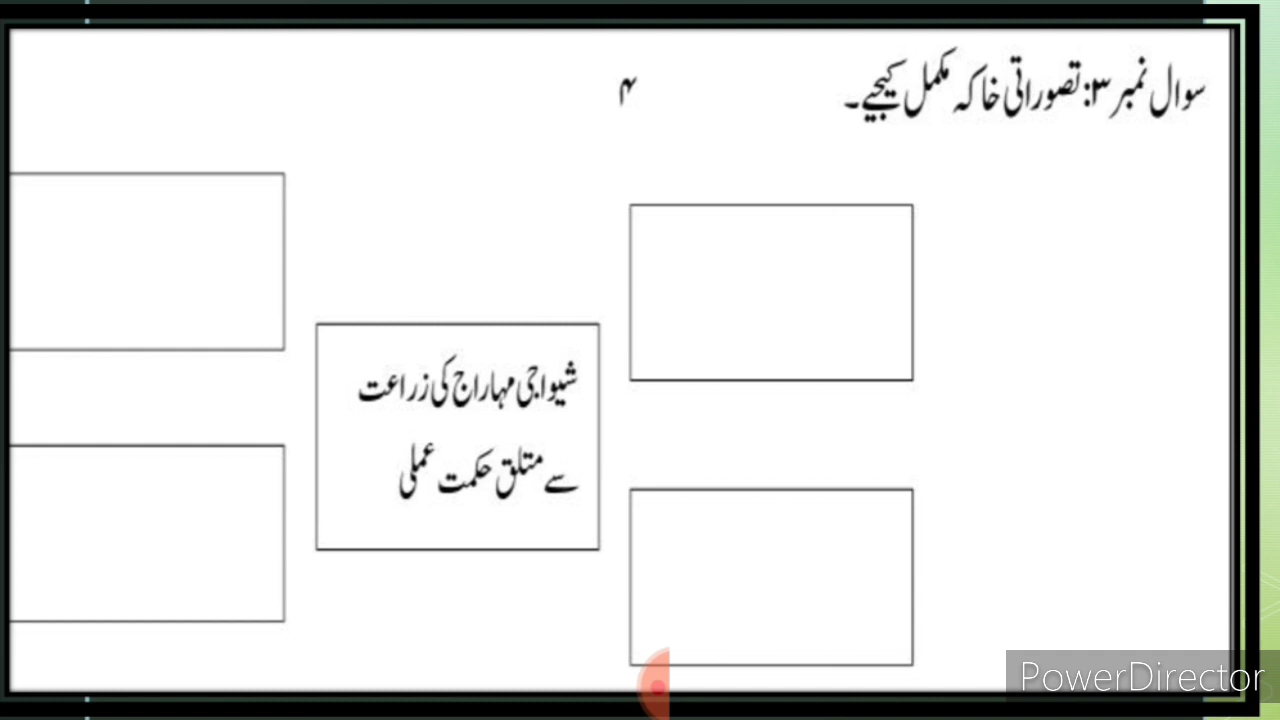 سوال نمبر ۳: تصوراتی خاکہ مکمل کیجیے۔ ۴
شیواجی مہاراج کی زراعت
سے متلق حکمت عملی
PowerDirector